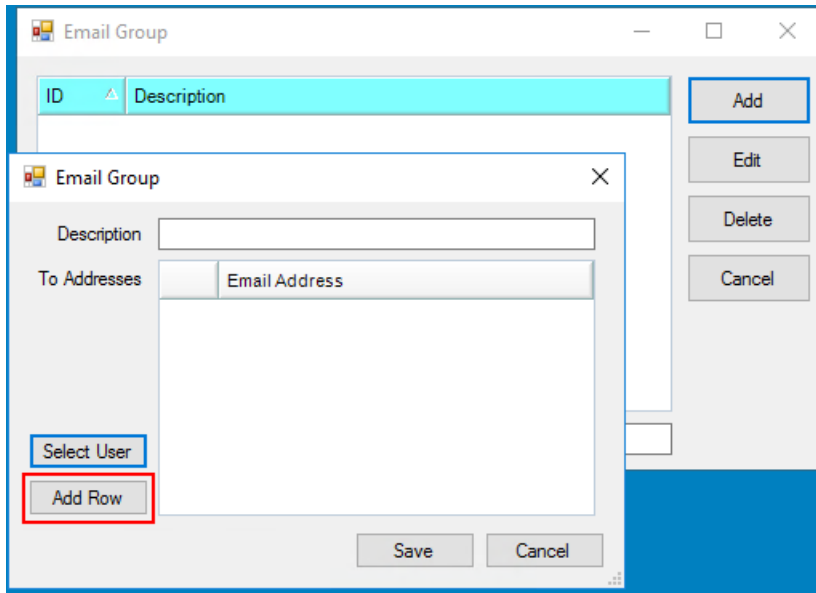 Email Group
ID Description
Add
Edit
Delete
Cancel
Email Group
Description
To Addresses
Email Address
Select User
Add Row
Save Cancel